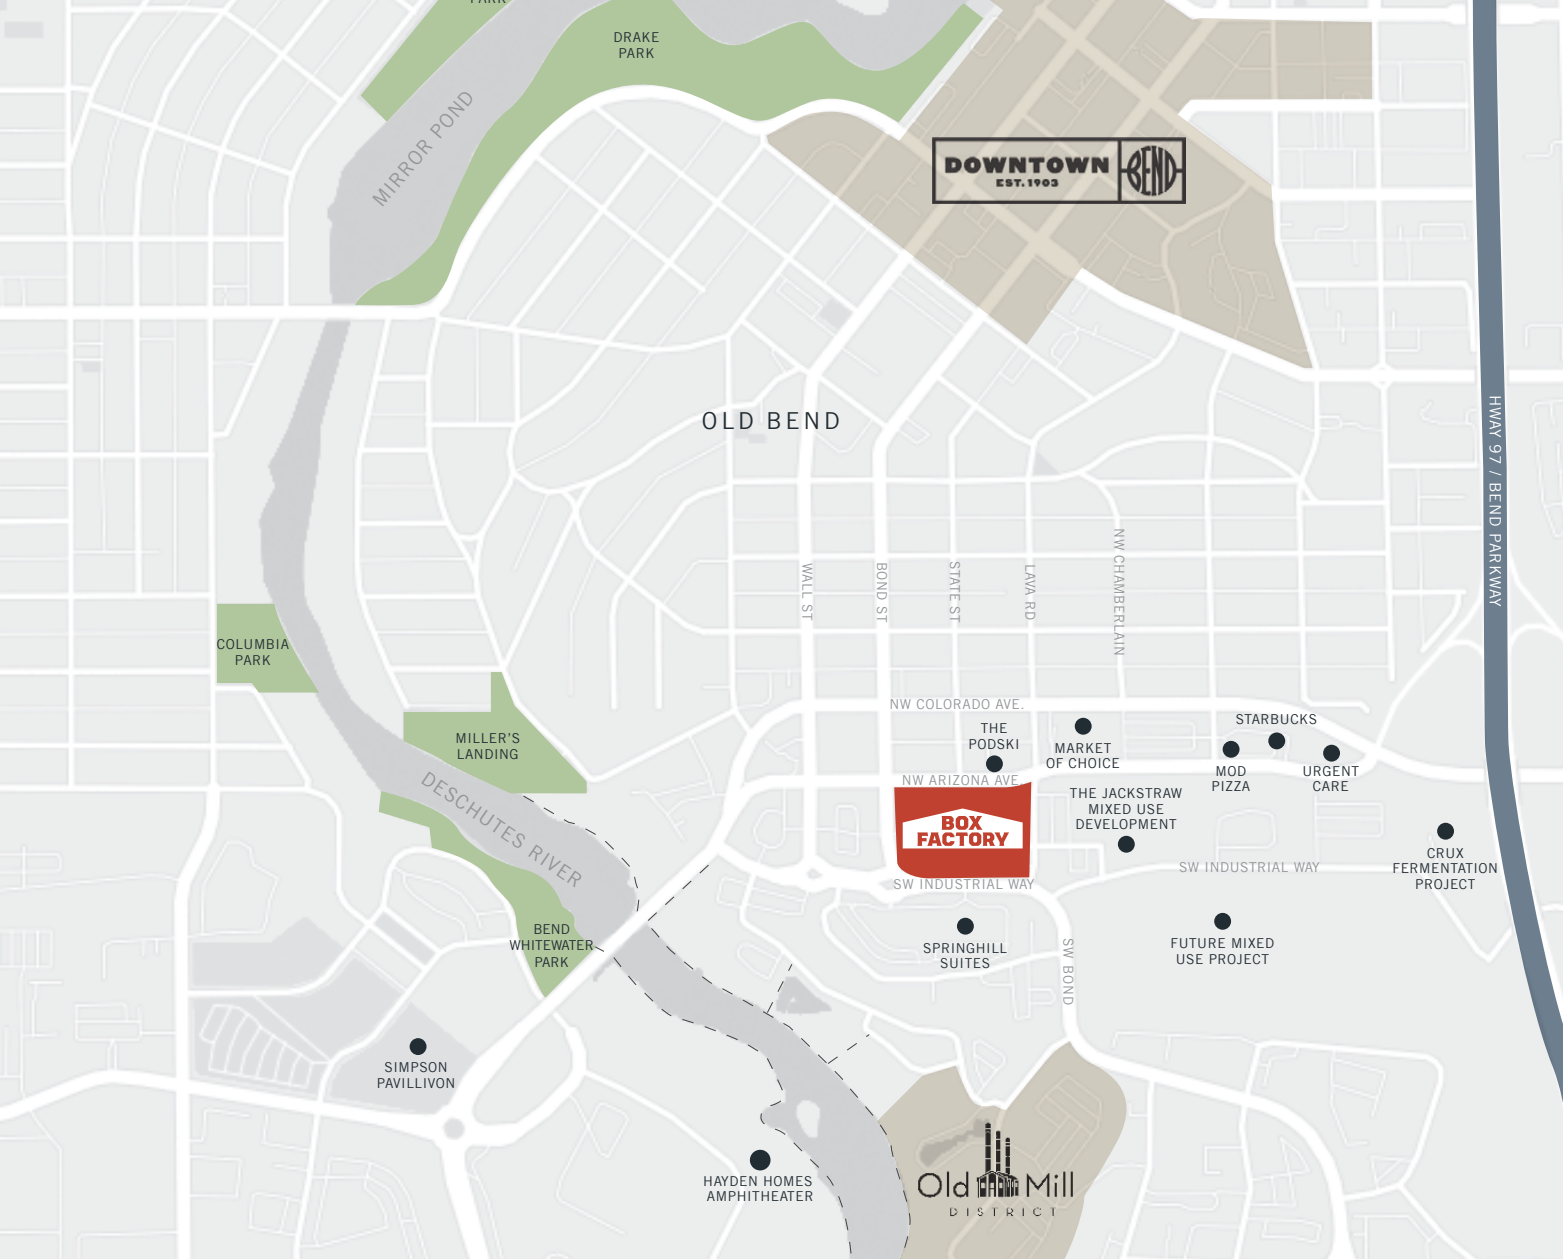 PARK
DRAKE
PARK
MIRROR POND
DOWNTOWN
EST. 1903
BEND
OLD BEND
HWAY 97 / BEND PARKWAY
WALL ST
BOND ST
STATE ST
LAVA RD
NW CHAMBERLAIN
COLUMBIA
PARK
MILLER'S
LANDING
DESCHUTES RIVER
NW COLORADO AVE.
THE
PODSKI
MARKET
OF CHOICE
STARBUCKS
MOD
PIZZA
URGENT
CARE
NW ARIZONA AVE
THE JACKSTRAW
MIXED USE
DEVELOPMENT
BOX
FACTORY
SW INDUSTRIAL WAY
SW INDUSTRIAL WAY
CRUX
FERMENTATION
PROJECT
BEND
WHITEWATER
PARK
SPRINGHILL
SUITES
SW BOND
FUTURE MIXED
USE PROJECT
SIMPSON
PAVILLIVON
HAYDEN HOMES
AMPHITHEATER
Old Mill
DISTRICT